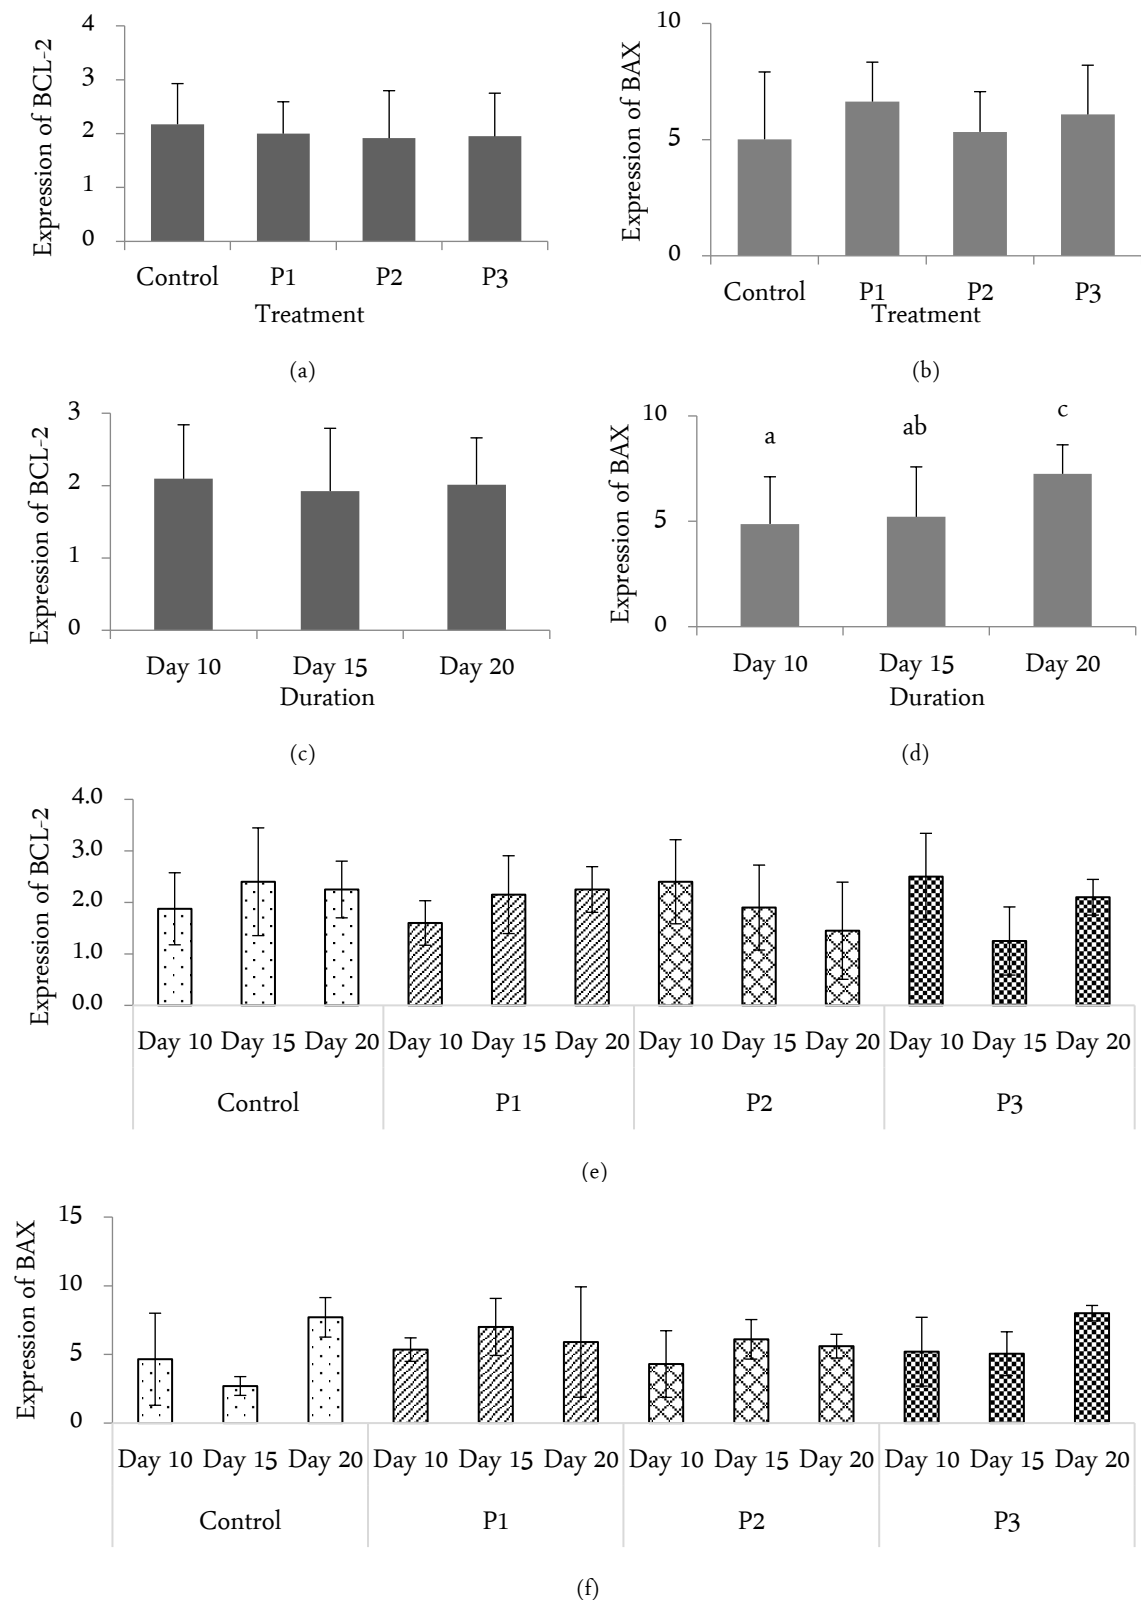 Expression of BCL-2
4
3
2
1
0
Control P1 P2 P3
Treatment
(a)
Expression of BAX
10
5
0
Control P1 P2 P3
Treatment
(b)
Expression of BCL-2
3
2
1
0
Day 10 Day 15 Day 20
Duration
(c)
Expression of BAX
10
5
0
a ab c
Day 10 Day 15 Day 20
Duration
(d)
Expression of BCL-2
4.0
3.0
2.0
1.0
0.0
Day 10 Day 15 Day 20 Day 10 Day 15 Day 20 Day 10 Day 15 Day 20 Day 10 Day 15 Day 20
Control P1 P2 P3
(e)
Expression of BAX
15
10
5
0
Day 10 Day 15 Day 20 Day 10 Day 15 Day 20 Day 10 Day 15 Day 20 Day 10 Day 15 Day 20
Control P1 P2 P3
(f)